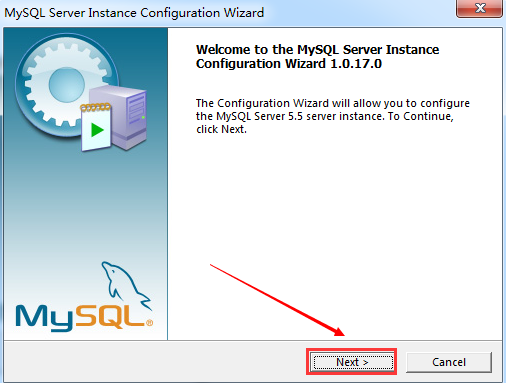 MySQL Server Instance Configuration Wizard
Welcome to the MySQL Server Instance
Configuration Wizard 1.0.17.0
The Configuration Wizard will allow you to configure
the MySQL Server 5.5 server instance. To Continue,
click Next.
MySQL®
Next >
Cancel